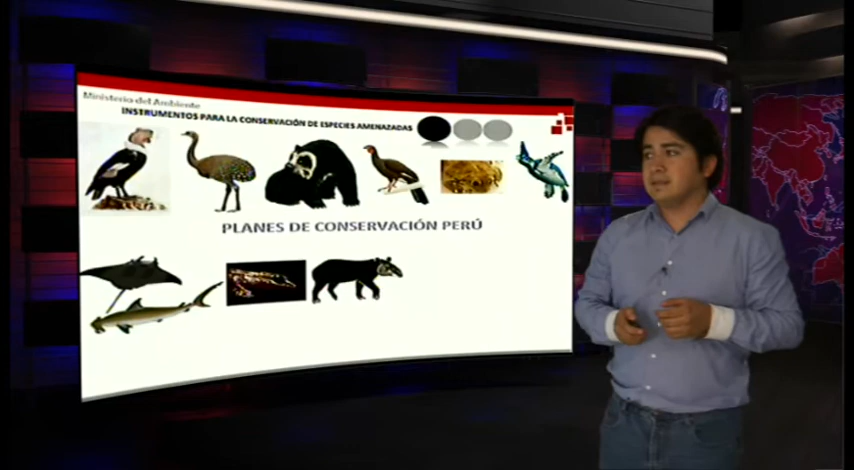 Ministerio del Ambiente
INSTRUMENTOS PARA LA CONSERVACIÓN DE ESPECIES AMENAZADAS
PLANES DE CONSERVACIÓN PERÚ